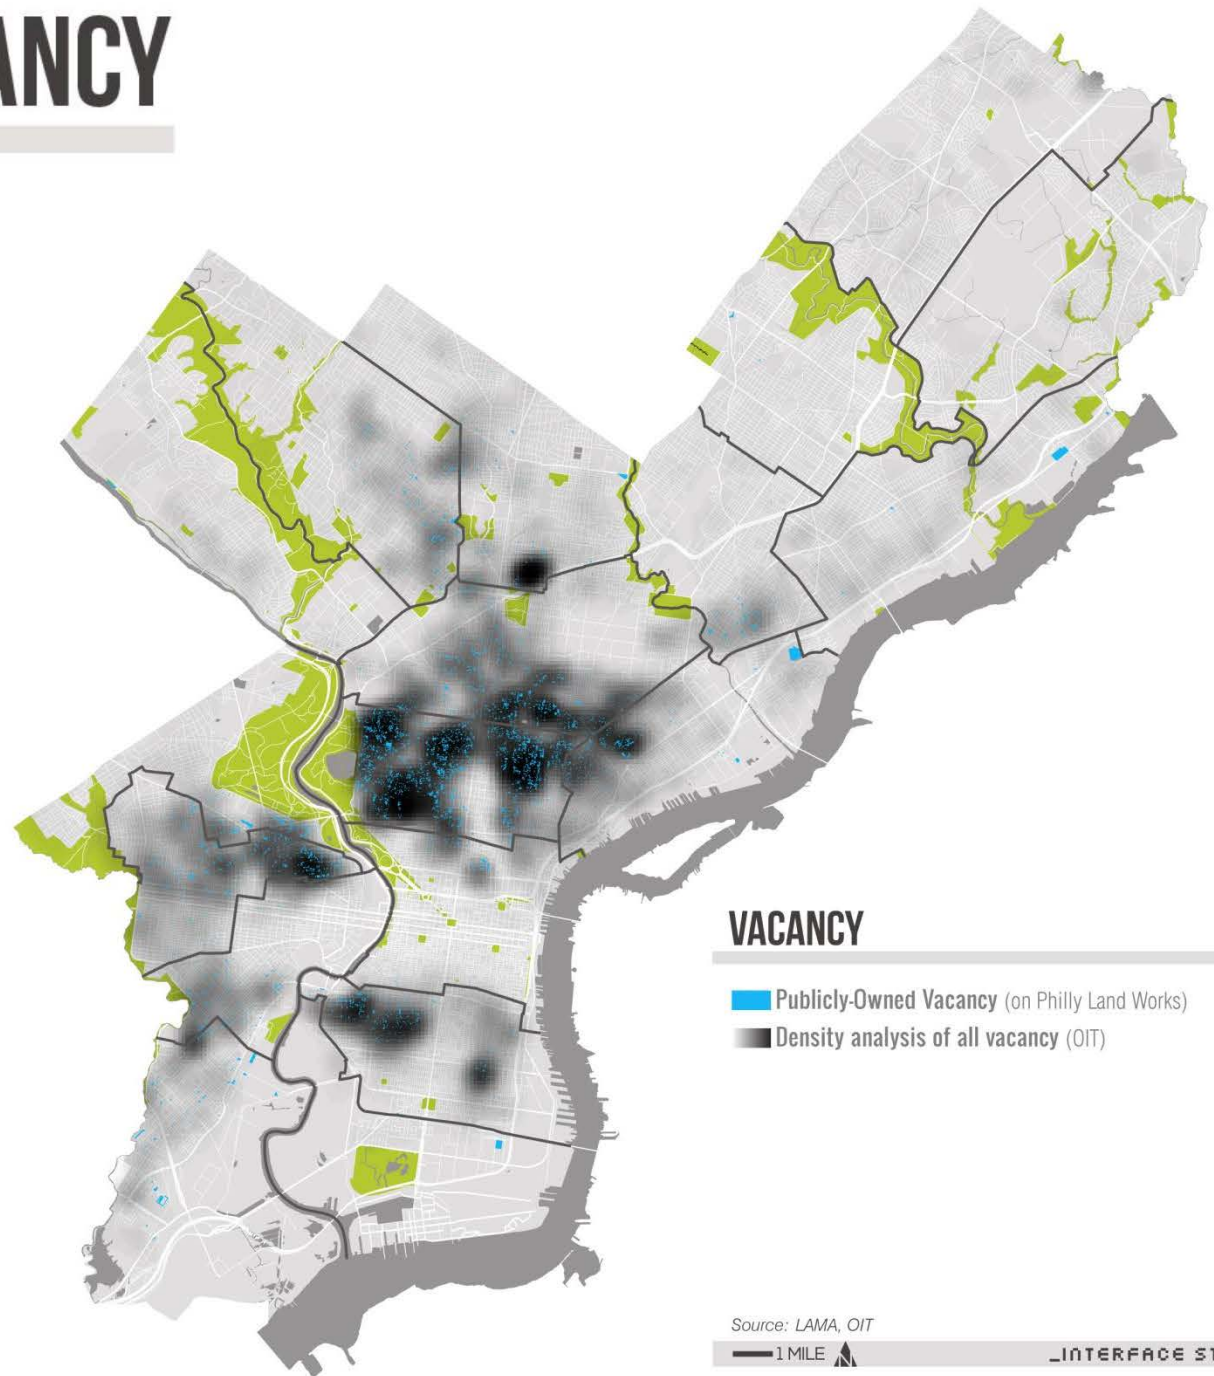 ANCY
VACANCY
Publicly-Owned Vacancy (on Philly Land Works)
Density analysis of all vacancy (OIT)
Source: LAMA, OIT
1 MILE
_INTERFACE ST